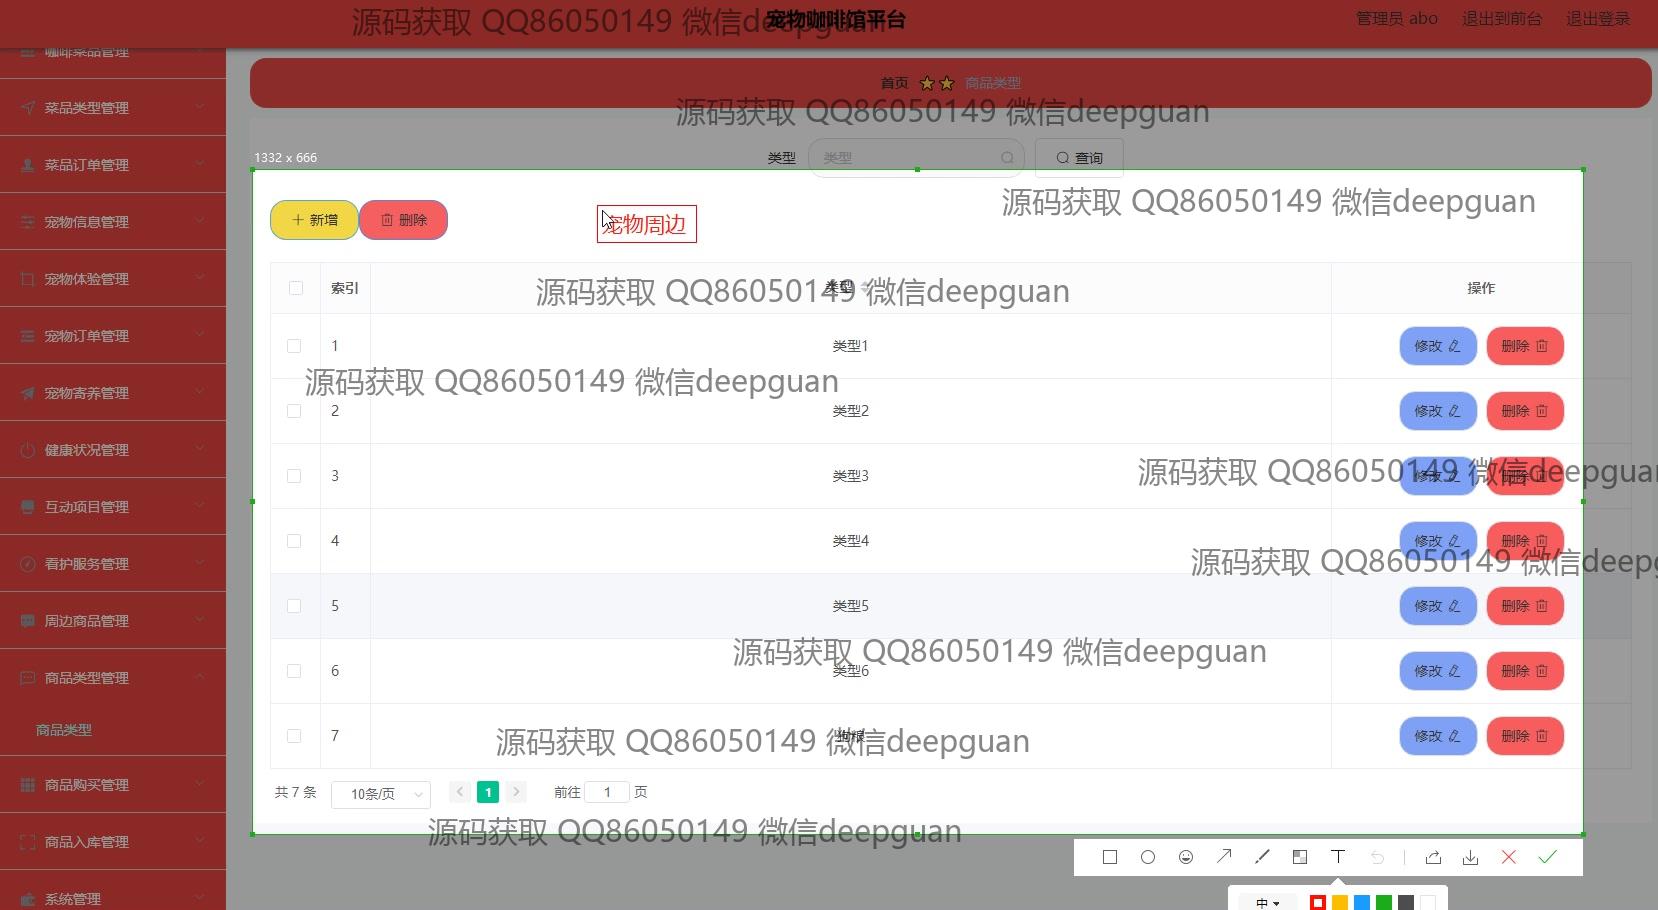 源码获取 QQ86050149 微信deepguan
宠物咖啡馆平台
管理员 abo 退出到前台 退出登录
咖啡菜品管理
菜品类型管理
菜品订单管理
宠物信息管理
宠物体验管理
宠物订单管理
宠物寄养管理
健康状况管理
互动项目管理
看护服务管理
周边商品管理
商品类型管理
商品类型
商品购买管理
商品入库管理
系统管理
首页 商品类型
源码获取 QQ86050149 微信deepguan
1332 x 666
类型 类型 查询
源码获取 QQ86050149 微信deepguan
新增 删除 宠物周边
索引 类型 操作
源码获取 QQ86050149 微信deepguan
1 类型1 修改 删除
源码获取 QQ86050149 微信deepguan
2 类型2 修改 删除
3 类型3 修改 删除
源码获取 QQ86050149 微信deepguan
4 类型4 修改 删除
源码获取 QQ86050149 微信deepg
5 类型5 修改 删除
源码获取 QQ86050149 微信deepguan
6 类型6 修改 删除
7 狗粮 修改 删除
源码获取 QQ86050149 微信deepguan
共 7 条 10条/页 1 前往 1 页
源码获取 QQ86050149 微信deepguan
中